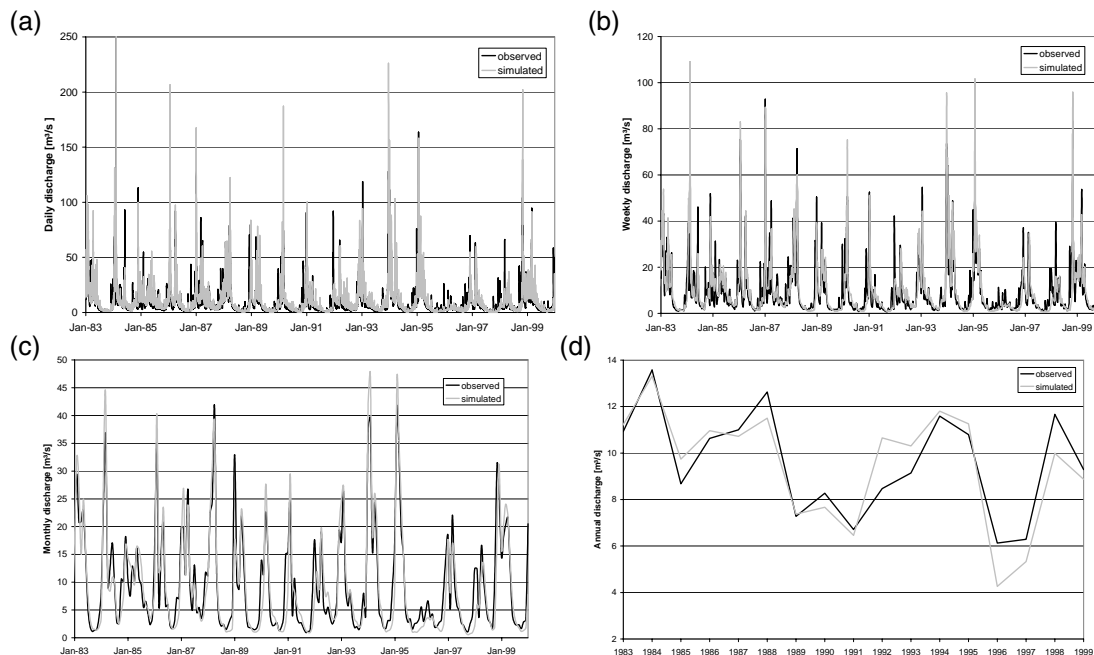 (a)
250
200
150
100
50
0
Daily discharge [m³/s]
observed
simulated
Jan-83 Jan-85 Jan-87 Jan-89 Jan-91 Jan-93 Jan-95 Jan-97 Jan-99
(b)
120
100
80
60
40
20
0
Weekly discharge [m³/s]
observed
simulated
Jan-83 Jan-85 Jan-87 Jan-89 Jan-91 Jan-93 Jan-95 Jan-97 Jan-99
(c)
50
45
40
35
30
25
20
15
10
5
0
Monthly discharge [m³/s]
observed
simulated
Jan-83 Jan-85 Jan-87 Jan-89 Jan-91 Jan-93 Jan-95 Jan-97 Jan-99
(d)
14
12
10
8
6
4
2
Annual discharge [m³/s]
observed
simulated
1983 1984 1985 1986 1987 1988 1989 1990 1991 1992 1993 1994 1995 1996 1997 1998 1999